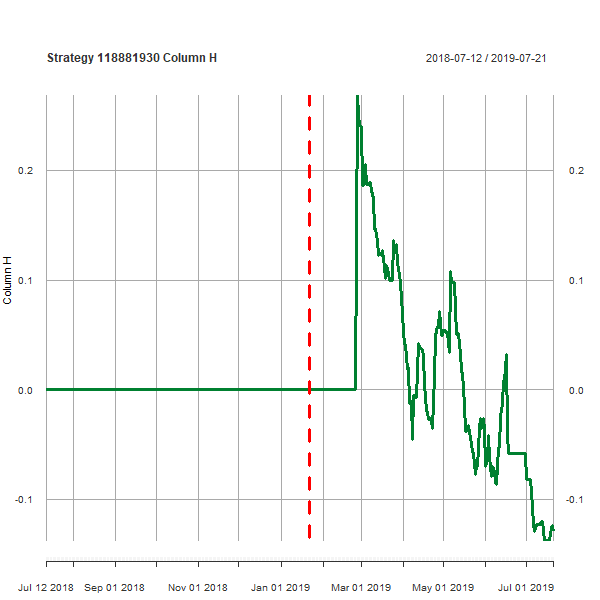 Strategy 118881930 Column H
2018-07-12 / 2019-07-21
0.2 0.2
0.1 0.1
Column H
0.0 0.0
-0.1 -0.1
Jul 12 2018 Sep 01 2018 Nov 01 2018 Jan 01 2019 Mar 01 2019 May 01 2019 Jul 01 2019